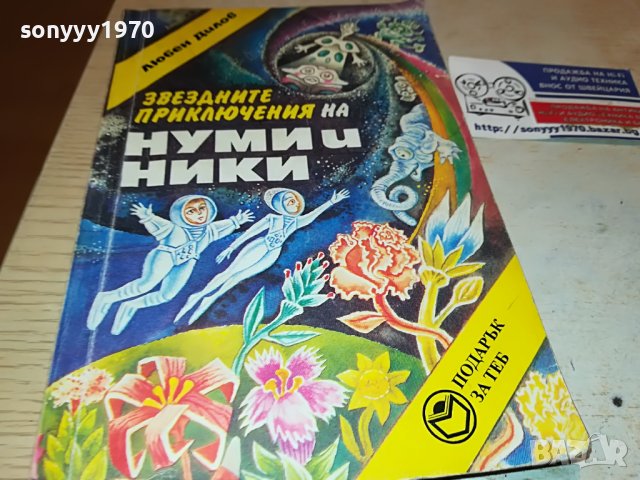 sonyyy1970
Любен Дилов
ЗВЕЗДНИТЕ
ПРИКЛЮЧЕНИЯ НА
НУМИ и
НИКИ
ПОДАРЪК
ЗА ТЕБ
ПРОДАЖБА НА Hi-Fi
И АУДИО ТЕХНИКА
ВНОС ОТ ШВЕЙЦАРИЯ
http://sonyyy1970.bazar.b
BAZAR